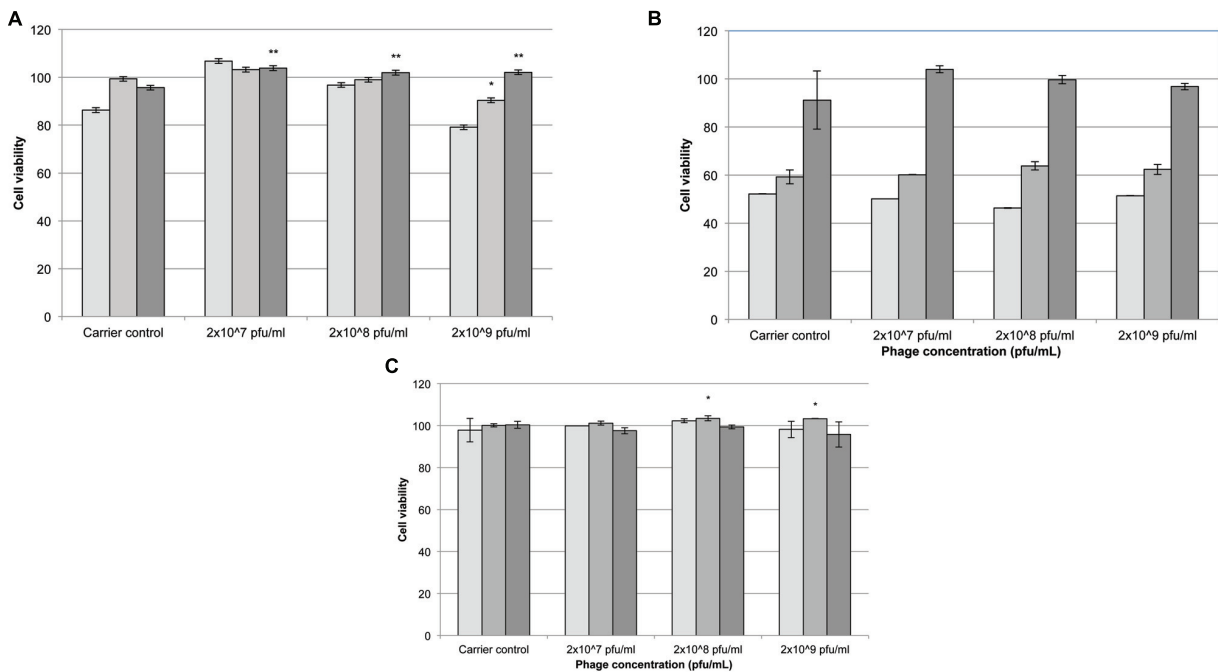 A
120
100
80
60
40
20
0
Cell viability
** ** * **
Carrier control 2x10^7 pfu/ml 2x10^8 pfu/ml 2x10^9 pfu/ml
B
120
100
80
60
40
20
0
Cell viability
Carrier control 2x10^7 pfu/ml 2x10^8 pfu/ml 2x10^9 pfu/ml
Phage concentration (pfu/mL)
C
120
100
80
60
40
20
0
Cell viability
* *
Carrier control 2x10^7 pfu/ml 2x10^8 pfu/ml 2x10^9 pfu/ml
Phage concentration (pfu/mL)